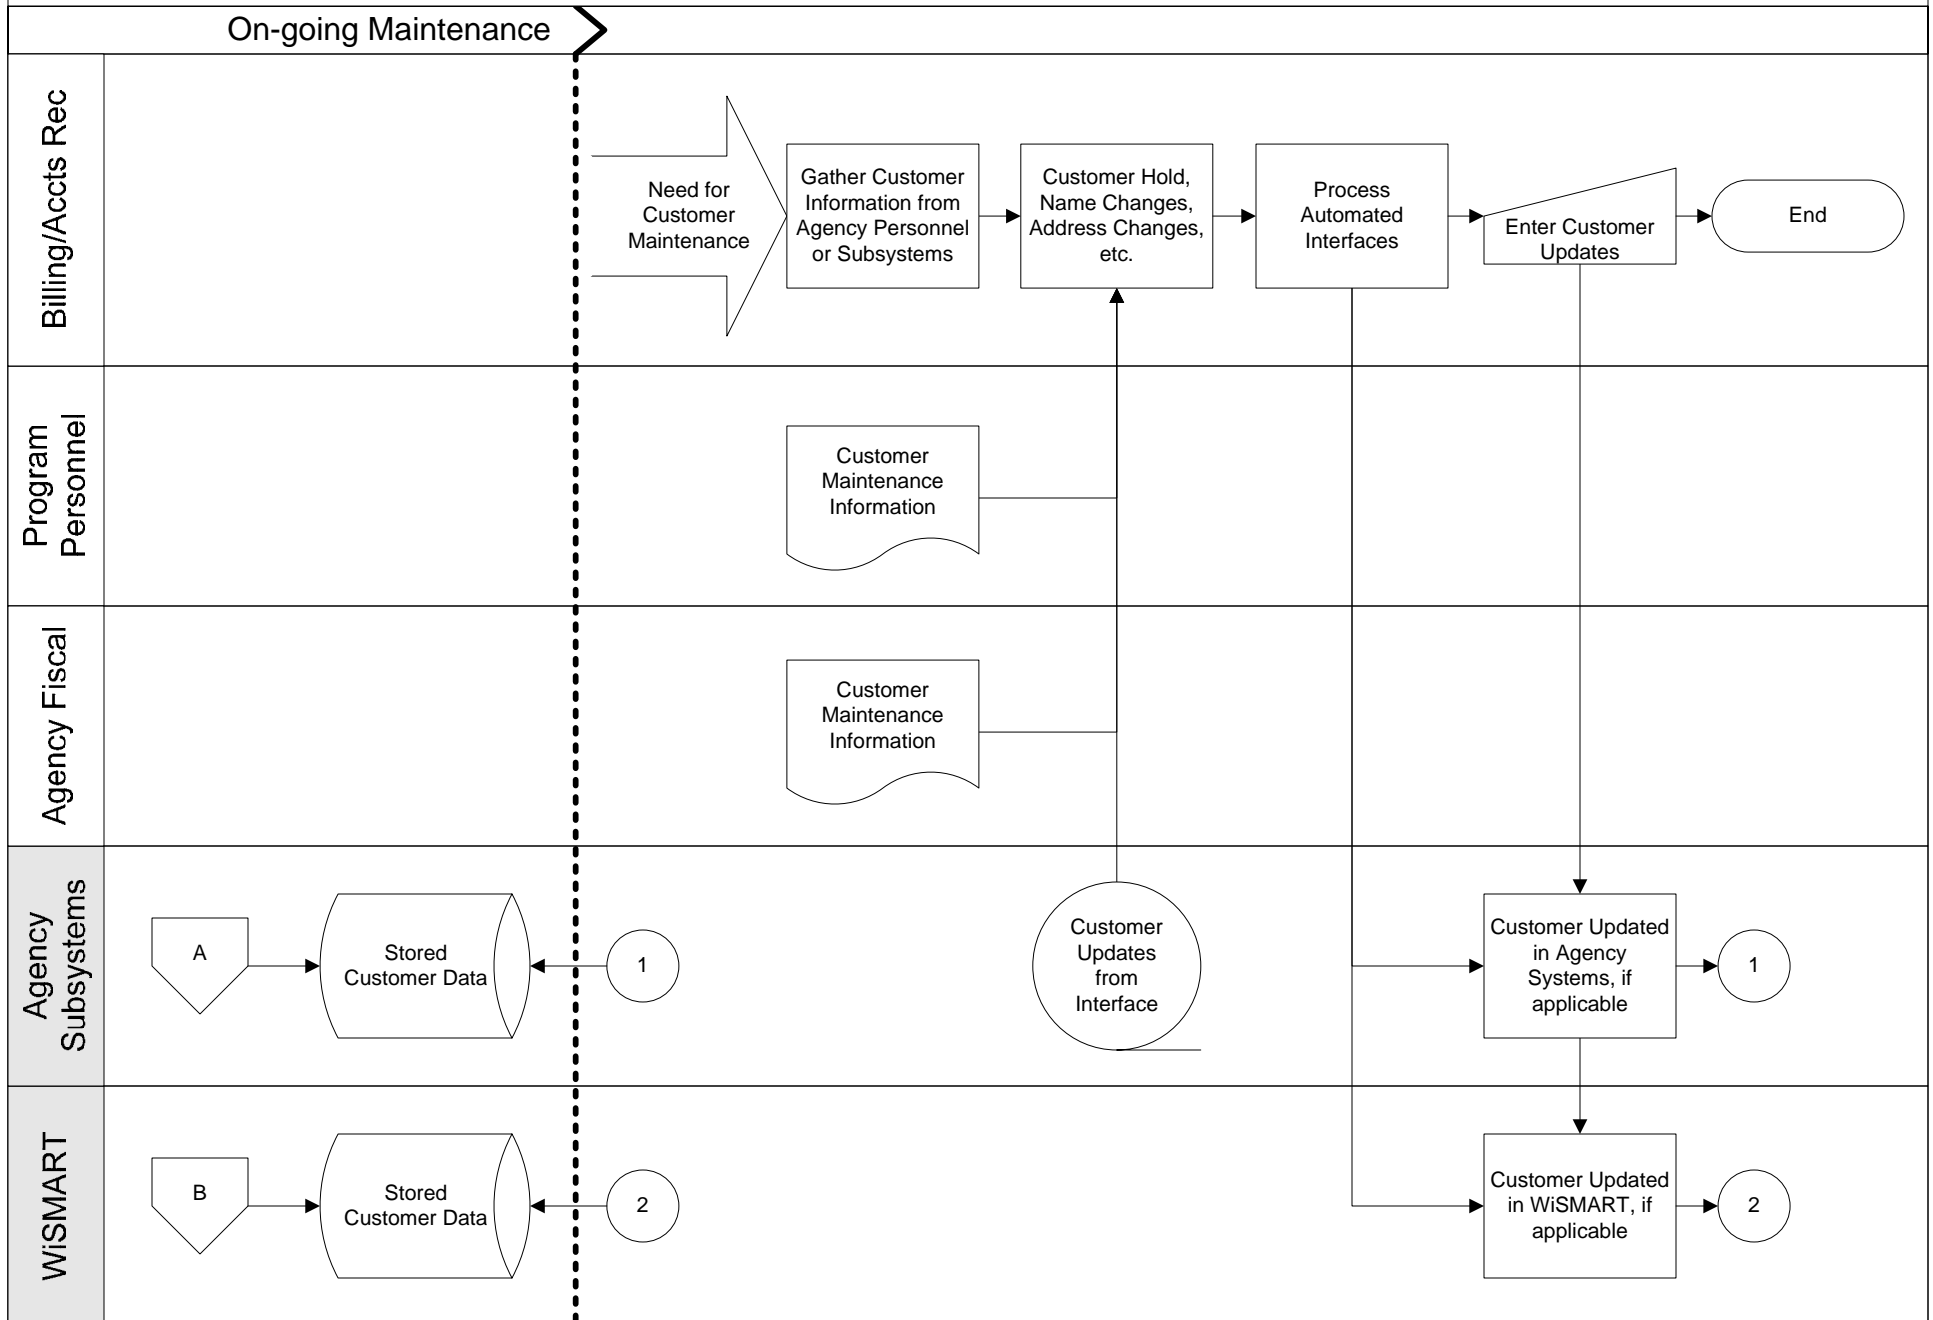 On-going Maintenance
Billing/Accts Rec
Need for
Customer
Maintenance
Gather Customer
Information from
Agency Personnel
or Subsystems
Customer Hold,
Name Changes,
Address Changes,
etc.
Process
Automated
Interfaces
Enter Customer
Updates
End
Program
Personnel
Customer
Maintenance
Information
Agency Fiscal
Customer
Maintenance
Information
Agency
Subsystems
A
Stored
Customer Data
1
Customer
Updates
from
Interface
Customer Updated
in Agency
Systems, if
applicable
1
WiSMART
B
Stored
Customer Data
2
Customer Updated
in WiSMART, if
applicable
2